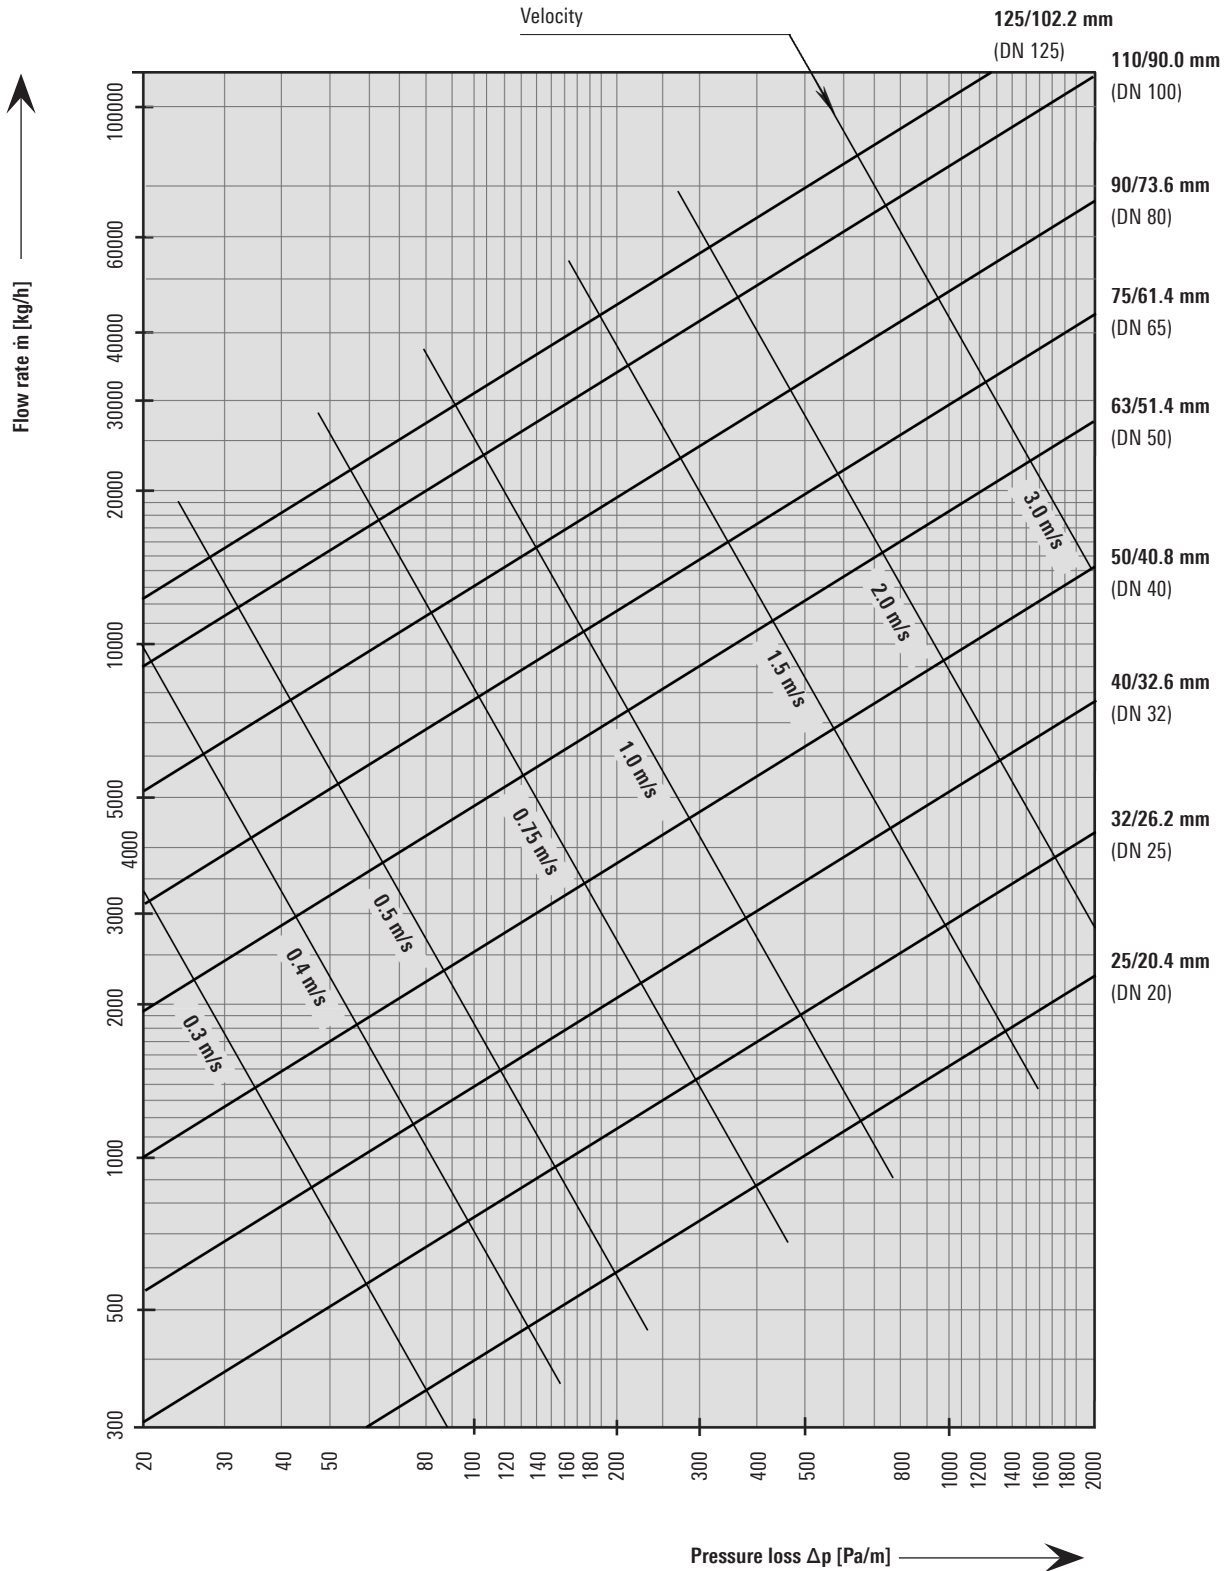 Velocity
125/102.2 mm
(DN 125)
110/90.0 mm
(DN 100)
90/73.6 mm
(DN 80)
75/61.4 mm
(DN 65)
63/51.4 mm
(DN 50)
50/40.8 mm
(DN 40)
40/32.6 mm
(DN 32)
32/26.2 mm
(DN 25)
25/20.4 mm
(DN 20)
Flow rate ṁ [kg/h]
100000
60000
40000
30000
20000
10000
5000
4000
3000
2000
1000
500
300
0.3 m/s
0.4 m/s
0.5 m/s
0.75 m/s
1.0 m/s
1.5 m/s
2.0 m/s
3.0 m/s
20
30
40
50
80
100
120
140
160
180
200
300
400
500
800
1000
1200
1400
1600
1800
2000
Pressure loss Δp [Pa/m]